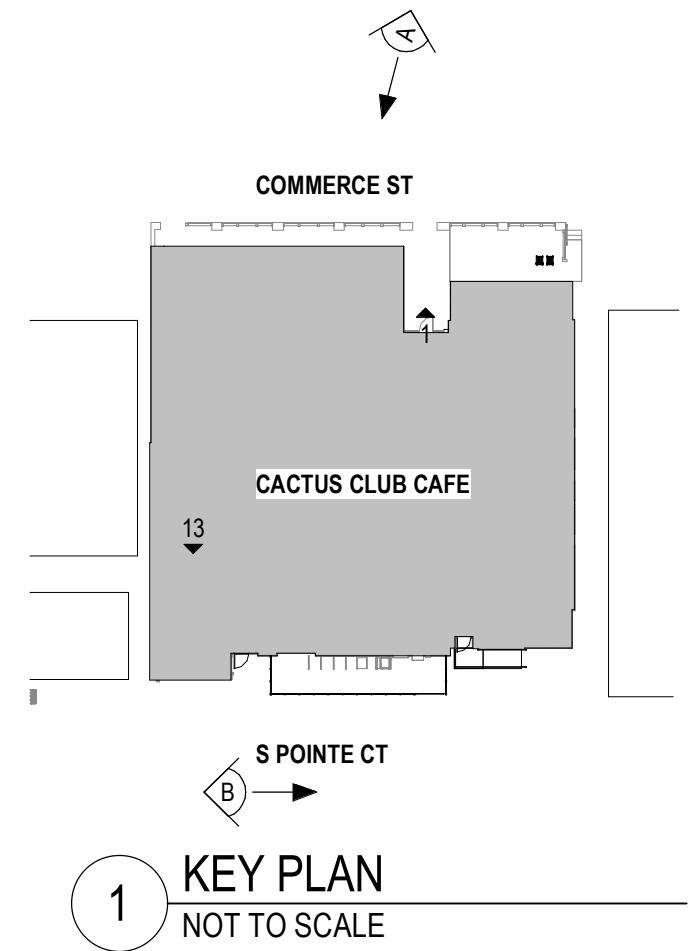 A
COMMERCE ST
1
CACTUS CLUB CAFE
13
S POINTE CT
B
1
KEY PLAN
NOT TO SCALE